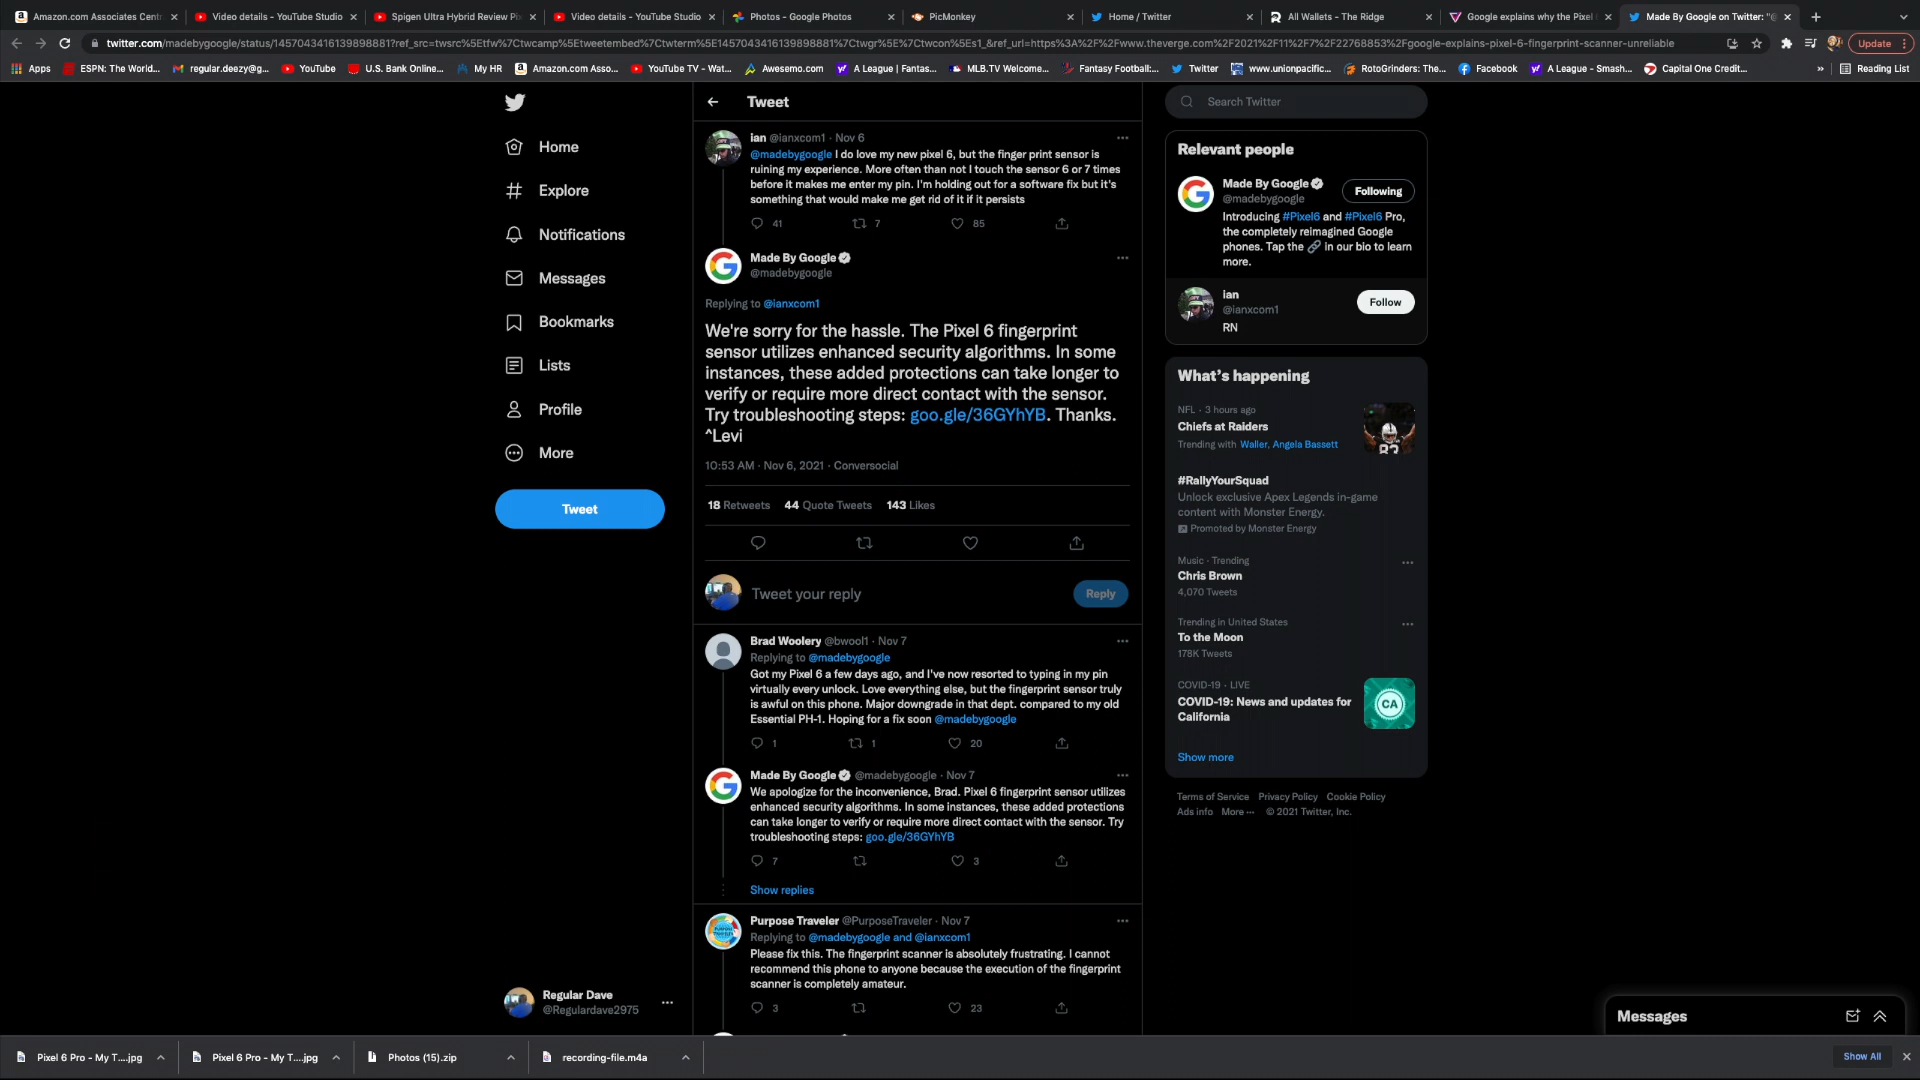 Amazon.com Associates Cent
Video details - YouTube Studio
Spigen Ultra Hybrid Review Pi
Video details - YouTube Studio
Photos - Google Photos
PicMonkey
Home / Twitter
All Wallets - The Ridge
Google explains why the Pixel
Made By Google on Twitter: "@
twitter.com/madebygoogle/status/1457043416139898881?ref_src=twsrc%5Etfw%7Ctwcamp%5Etweetembed%7Ctwterm%5E1457043416139898881%7Ctwgr%5E%7Ctwcon%5Es1_&ref_url=https%3A%2F%2Fwww.theverge.com%2F2021%2F11%2F7%2F22768853%2Fgoogle-explains-pixel-6-fingerprint-scanner-unreliable
Update
Apps
ESPN: The World...
regular.deezy@g...
YouTube
U.S. Bank Online...
My HR
Amazon.com Asso...
YouTube TV - Wat...
Awesemo.com
A League | Fantas...
MLB.TV Welcome...
Fantasy Football:...
Twitter
www.unionpacific...
RotoGrinders: The...
Facebook
A League - Smash...
Capital One Credit...
»
Reading List
Home
Explore
Notifications
Messages
Bookmarks
Lists
Profile
More
Tweet
Regular Dave
@Regulardave2975
Tweet
ian @ianxcom1 · Nov 6
@madebygoogle I do love my new pixel 6, but the finger print sensor is
ruining my experience. More often than not I touch the sensor 6 or 7 times
before it makes me enter my pin. I'm holding out for a software fix but it's
something that would make me get rid of it if it persists
41 7 85
Made By Google
@madebygoogle
Replying to @ianxcom1
We're sorry for the hassle. The Pixel 6 fingerprint
sensor utilizes enhanced security algorithms. In some
instances, these added protections can take longer to
verify or require more direct contact with the sensor.
Try troubleshooting steps: goo.gle/36GYhYB. Thanks.
^Levi
10:53 AM · Nov 6, 2021 · Conversocial
18 Retweets 44 Quote Tweets 143 Likes
Tweet your reply
Reply
Brad Woolery @bwool1 · Nov 7
Replying to @madebygoogle
Got my Pixel 6 a few days ago, and I've now resorted to typing in my pin
virtually every unlock. Love everything else, but the fingerprint sensor truly
is awful on this phone. Major downgrade in that dept. compared to my old
Essential PH-1. Hoping for a fix soon @madebygoogle
1 1 20
Made By Google @madebygoogle · Nov 7
We apologize for the inconvenience, Brad. Pixel 6 fingerprint sensor utilizes
enhanced security algorithms. In some instances, these added protections
can take longer to verify or require more direct contact with the sensor. Try
troubleshooting steps: goo.gle/36GYhYB
7 3
Show replies
Purpose Traveler @PurposeTraveler · Nov 7
Replying to @madebygoogle and @ianxcom1
Please fix this. The fingerprint scanner is absolutely frustrating. I cannot
recommend this phone to anyone because the execution of the fingerprint
scanner is completely amateur.
3 23
Search Twitter
Relevant people
Made By Google
@madebygoogle
Following
Introducing #Pixel6 and #Pixel6 Pro,
the completely reimagined Google
phones. Tap the 🔗 in our bio to learn
more.
ian
@ianxcom1
Follow
RN
What's happening
NFL · 3 hours ago
Chiefs at Raiders
Trending with Waller, Angela Bassett
#RallyYourSquad
Unlock exclusive Apex Legends in-game
content with Monster Energy.
Promoted by Monster Energy
Music · Trending
Chris Brown
4,070 Tweets
Trending in United States
To the Moon
178K Tweets
COVID-19 · LIVE
COVID-19: News and updates for
California
CA
Show more
Terms of Service Privacy Policy Cookie Policy
Ads info More ··· © 2021 Twitter, Inc.
Messages
Pixel 6 Pro - My T....jpg
Pixel 6 Pro - My T....jpg
Photos (15).zip
recording-file.m4a
Show All